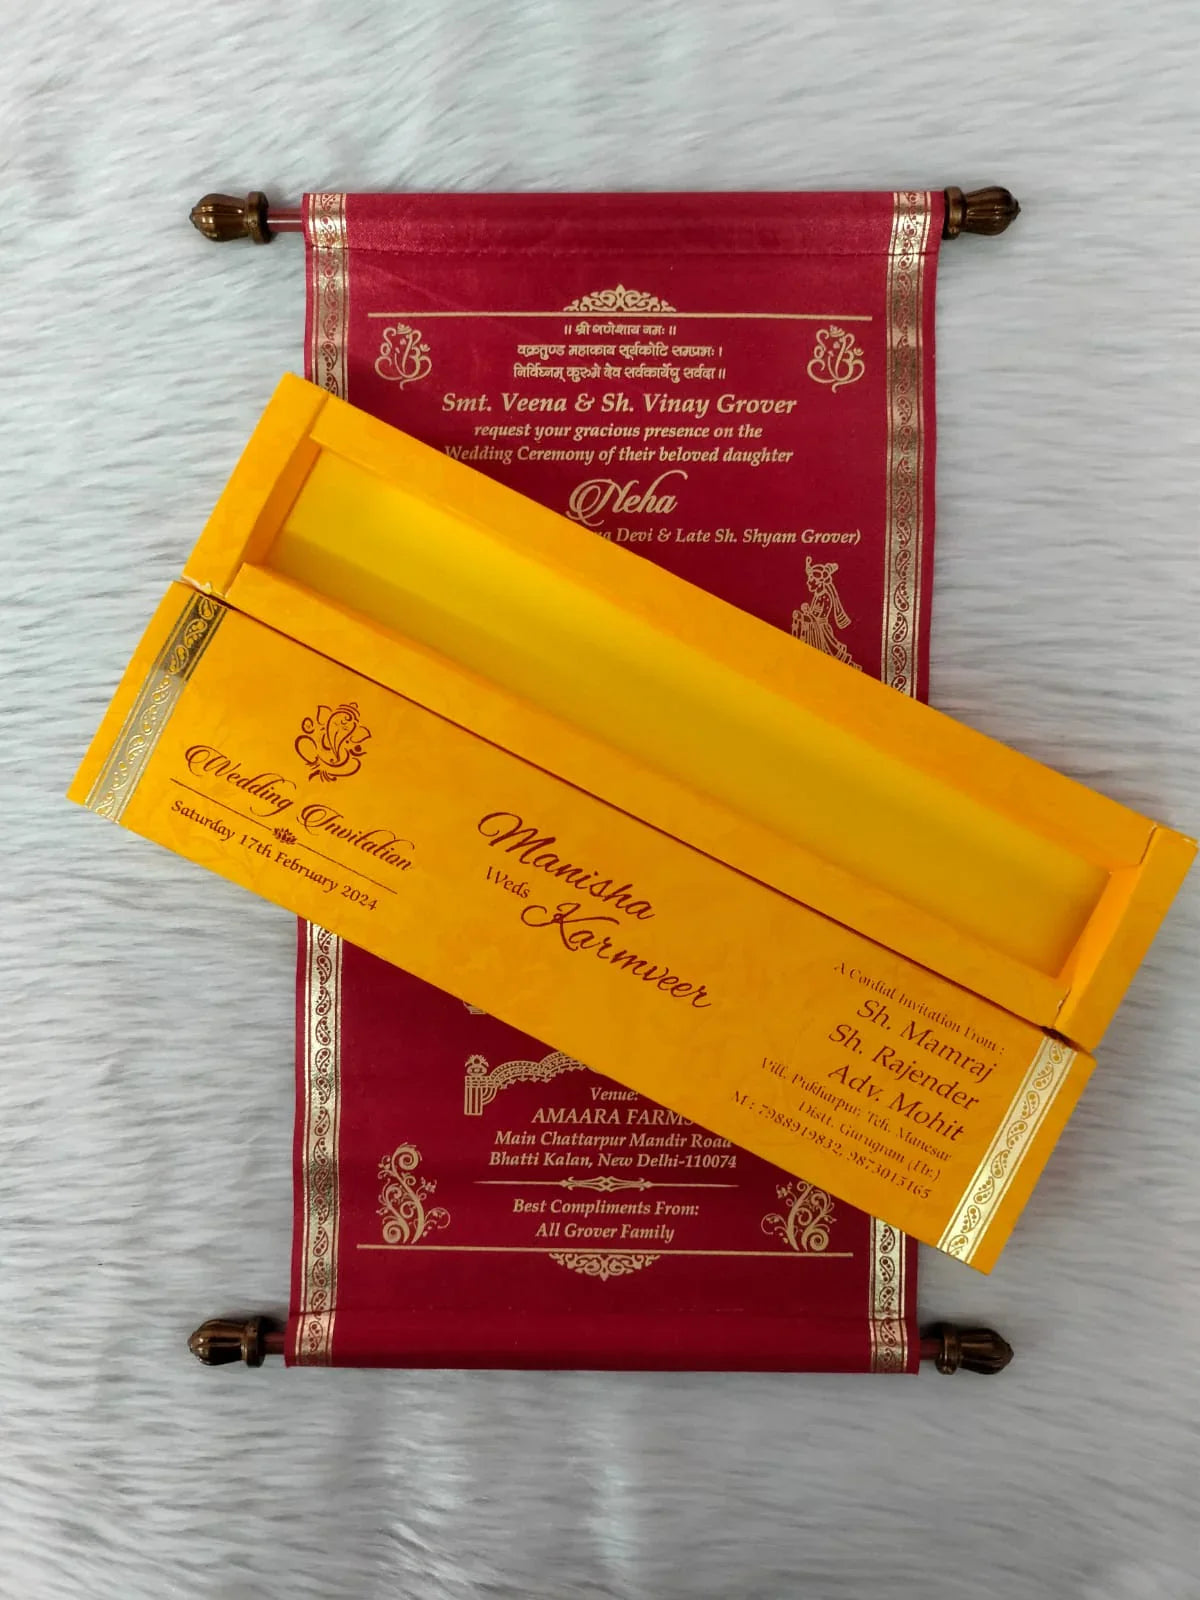 ॥ श्री गणेशाय नमः ॥
वक्रतुण्ड महाकाय सूर्यकोटि समप्रभः।
निर्विघ्नम् कुरुमे देव सर्वकार्येषु सर्वदा॥
Smt. Veena & Sh. Vinay Grover
request your gracious presence on the
Wedding Ceremony of their beloved daughter
Neha
Devi & Late Sh. Shyam Grover)
Wedding Invitation
Saturday 17th February 2024
Manisha
Weds
Karmveer
A Cordial Invitation From :
Sh. Mamraj
Sh. Rajender
Adv. Mohit
Vill. Pukharpur, Teh. Manesar
Distt. Gurugram (Hr.)
M : 7988919832, 9873015165
Venue:
AMAARA FARMS
Main Chattarpur Mandir Road
Bhatti Kalan, New Delhi-110074
Best Compliments From:
All Grover Family